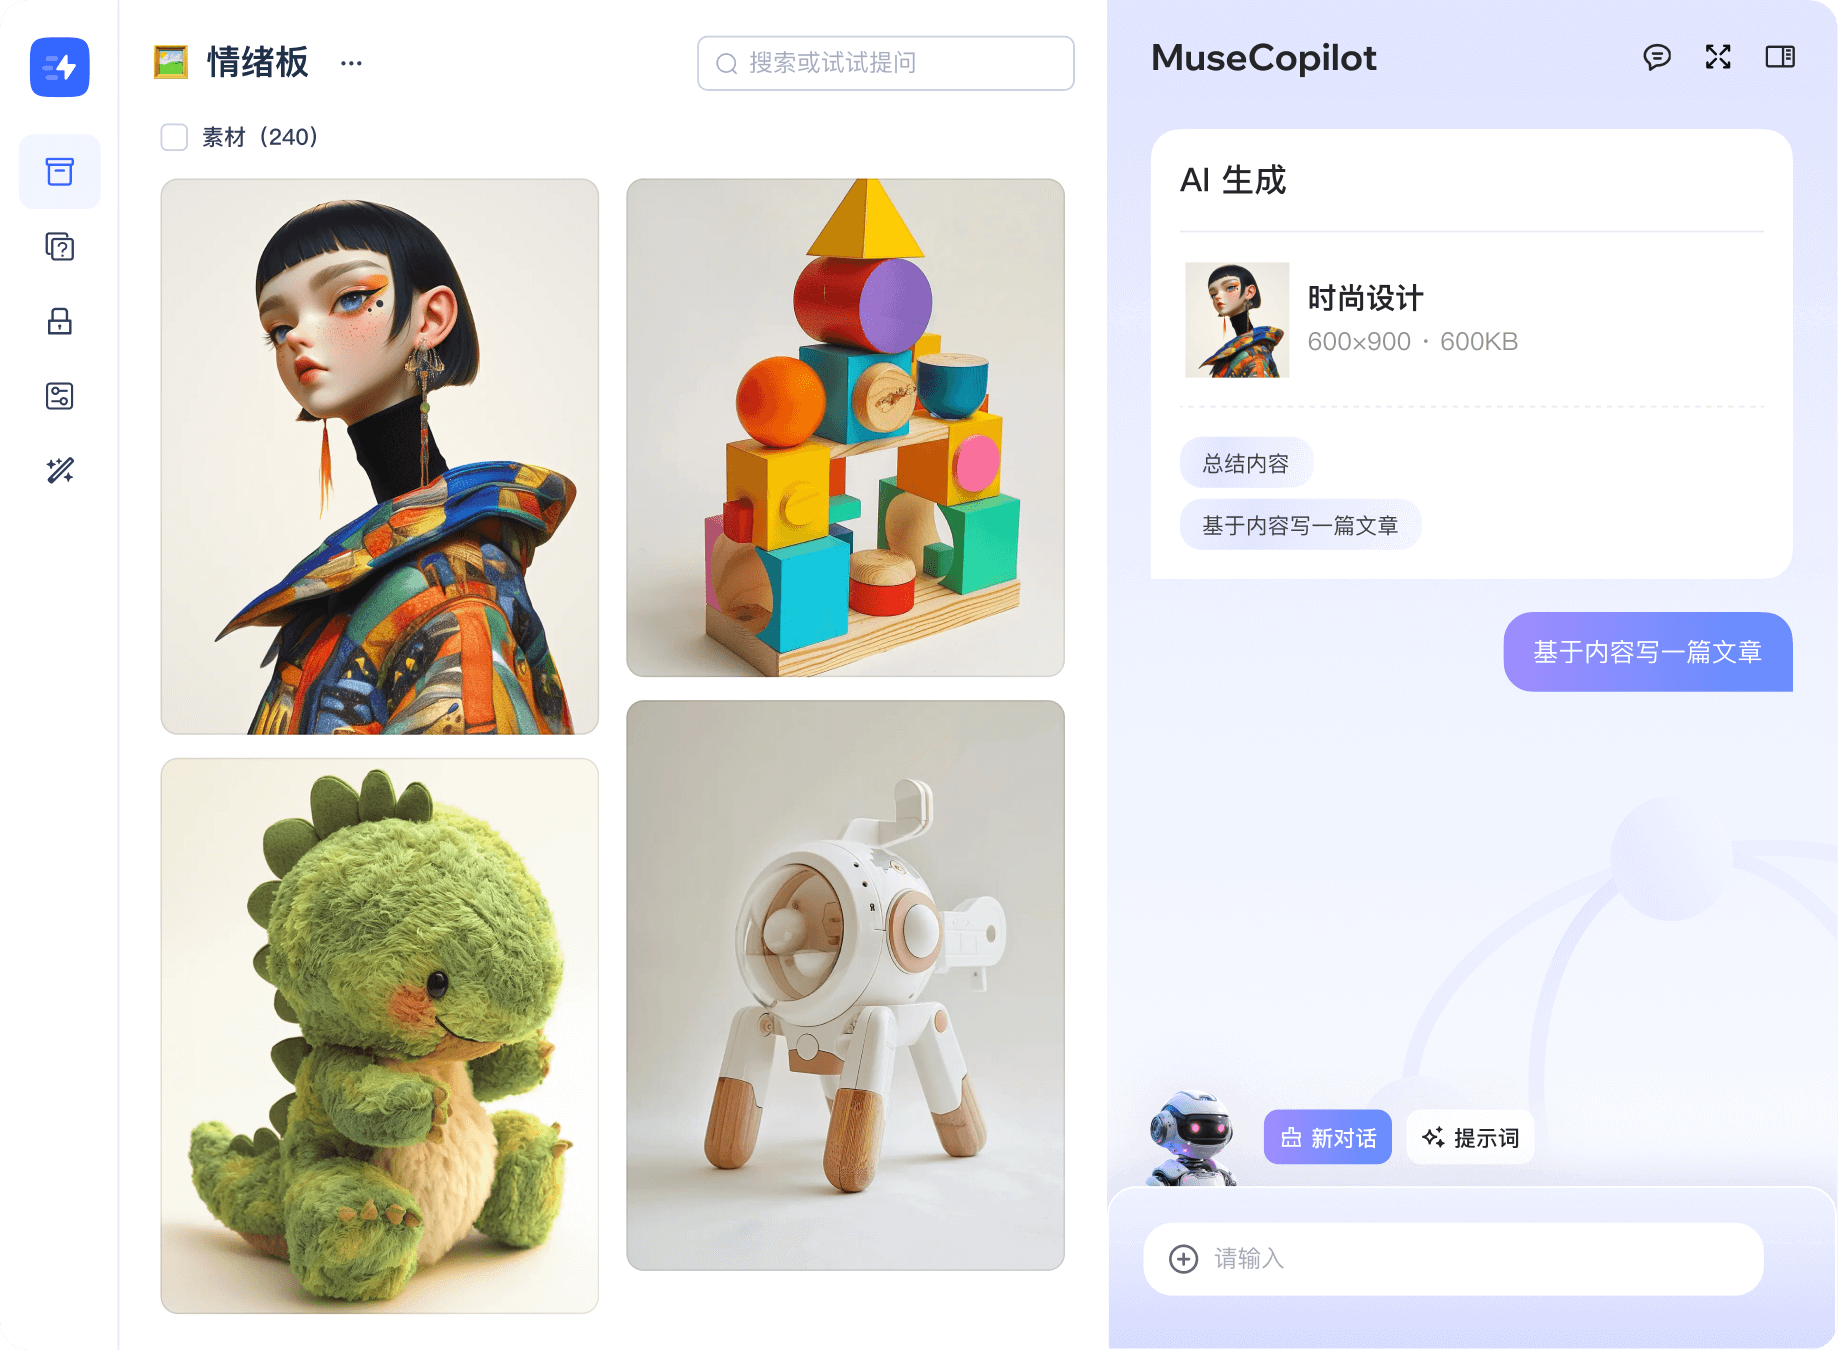 情绪板
搜索或试试提问
素材（240）
MuseCopilot
AI 生成
时尚设计
600×900 · 600KB
总结内容
基于内容写一篇文章
基于内容写一篇文章
新对话
提示词
请输入